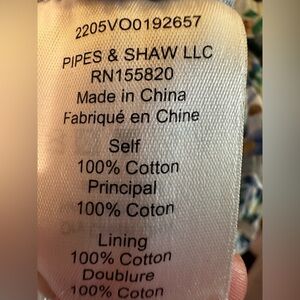 2205VO0192657
PIPES & SHAW LLC
RN155820
Made in China
Fabriqué en Chine
Self
100% Cotton
Principal
100% Coton
Lining
100% Cotton
Doublure
100% Coton